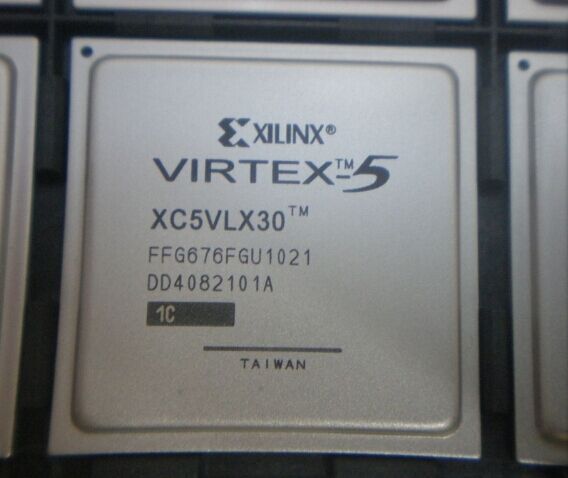 XILINX®
VIRTEX™-5
XC5VLX30™
FFG676FGU1021
DD4082101A
1C
TAIWAN